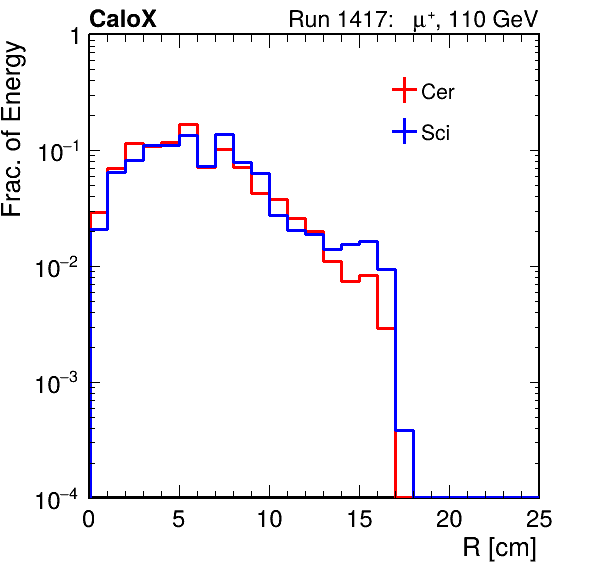 CaloX Run 1417: μ⁺, 110 GeV
Frac. of Energy
1
10⁻¹
10⁻²
10⁻³
10⁻⁴
Cer
Sci
0 5 10 15 20 25
R [cm]